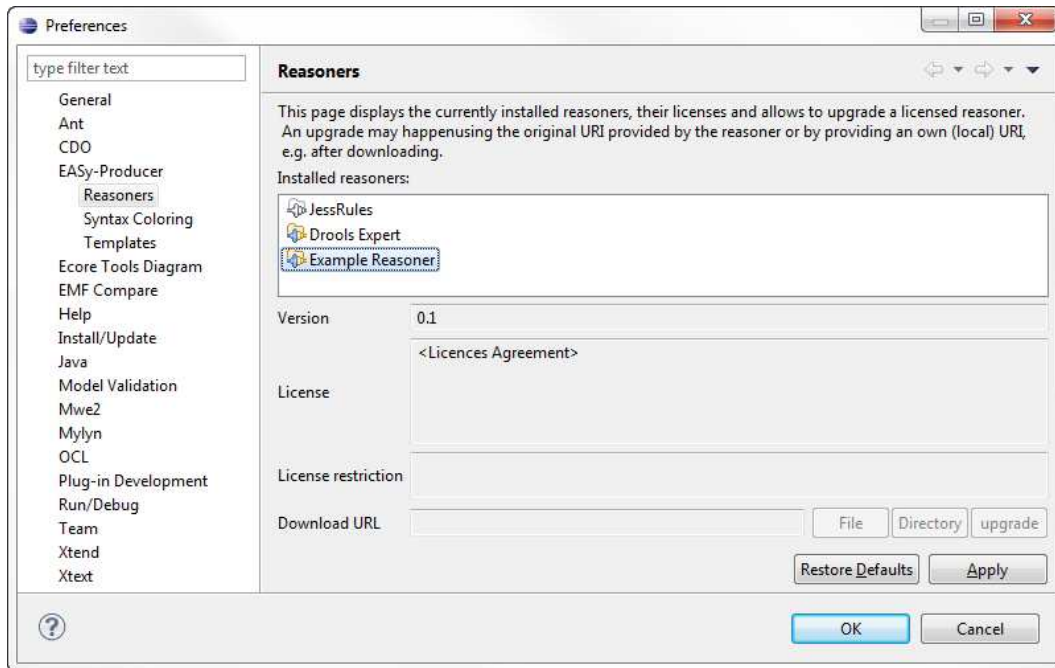 Preferences
type filter text
General
Ant
CDO
EASy-Producer
Reasoners
Syntax Coloring
Templates
Ecore Tools Diagram
EMF Compare
Help
Install/Update
Java
Model Validation
Mwe2
Mylyn
OCL
Plug-in Development
Run/Debug
Team
Xtend
Xtext
Reasoners
This page displays the currently installed reasoners, their licenses and allows to upgrade a licensed reasoner.
An upgrade may happenusing the original URI provided by the reasoner or by providing an own (local) URI,
e.g. after downloading.
Installed reasoners:
JessRules
Drools Expert
Example Reasoner
Version 0.1
<Licences Agreement>
License
License restriction
Download URL File Directory upgrade
Restore Defaults Apply
OK Cancel